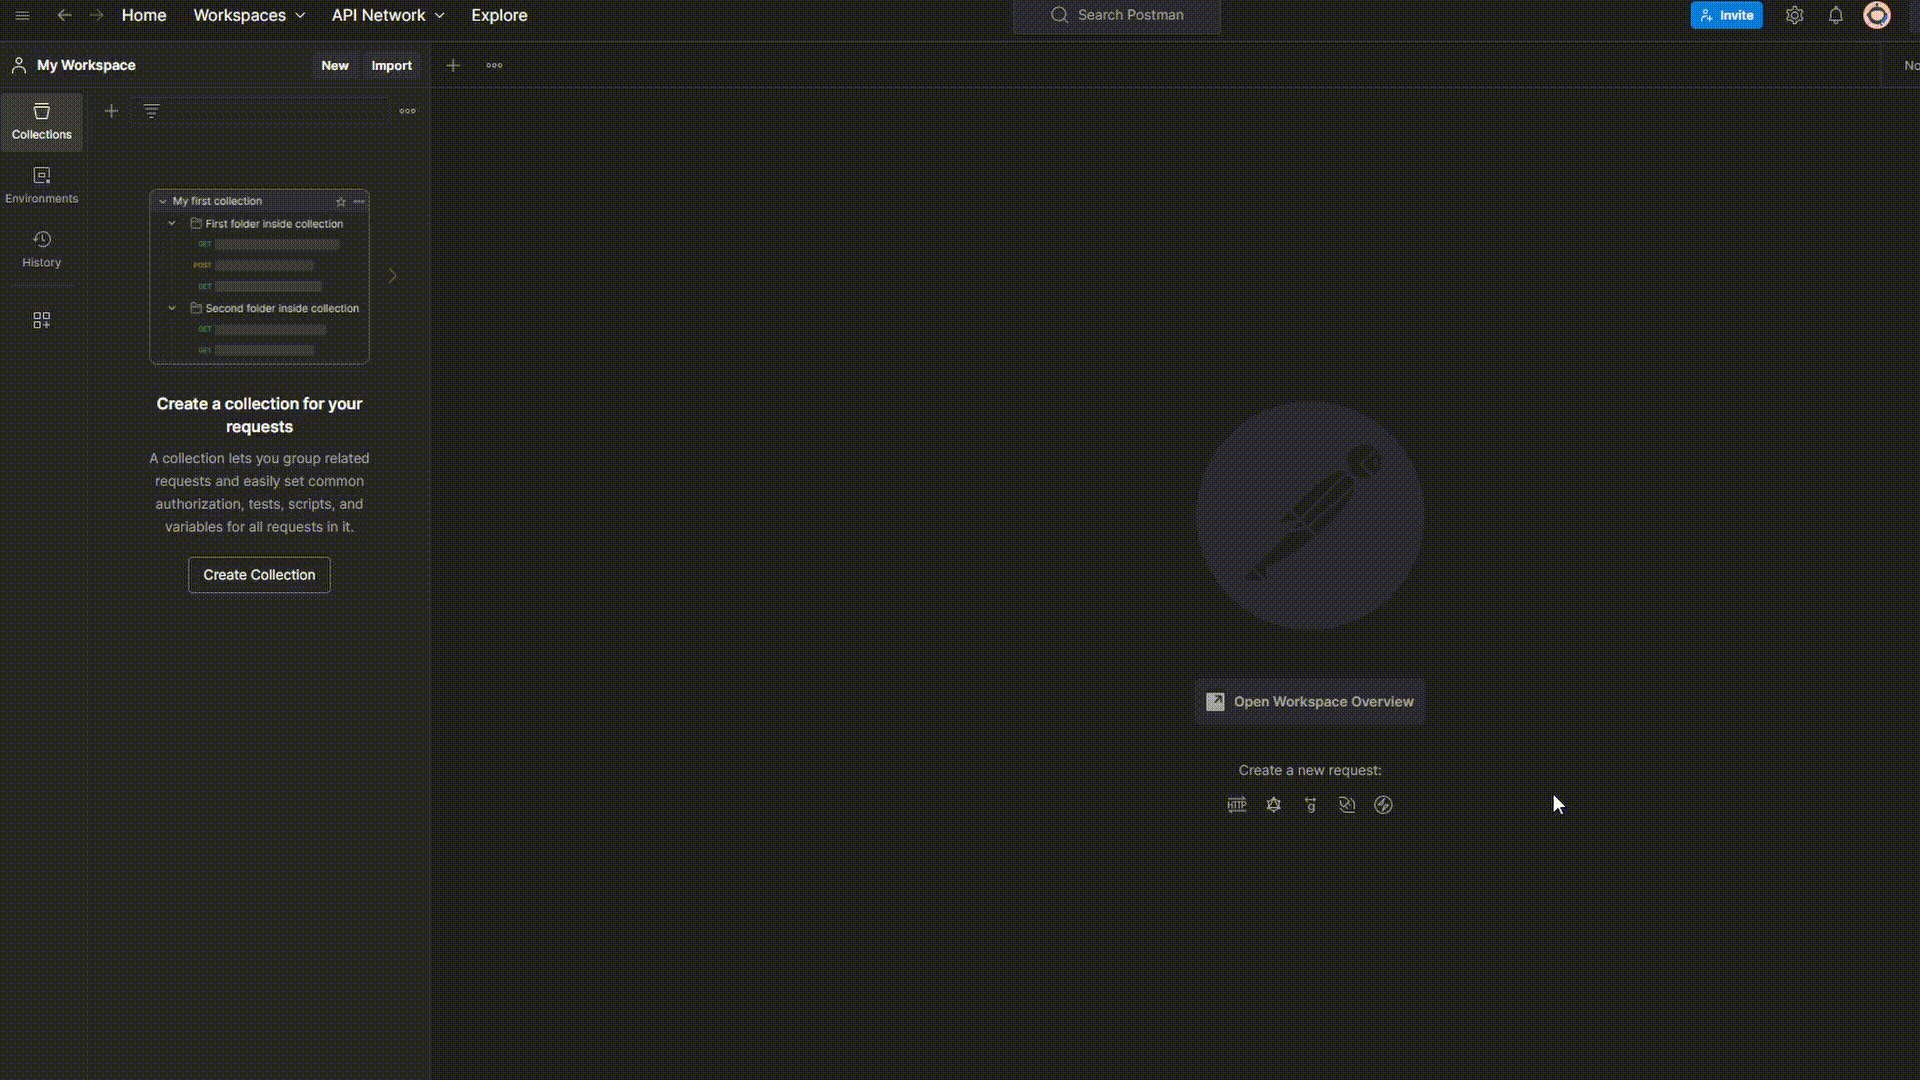 Home
Workspaces
API Network
Explore
Search Postman
Invite
My Workspace
New
Import
No
Collections
Environments
History
My first collection
First folder inside collection
GET
POST
GET
Second folder inside collection
GET
GET
Create a collection for your
requests
A collection lets you group related
requests and easily set common
authorization, tests, scripts, and
variables for all requests in it.
Create Collection
Open Workspace Overview
Create a new request:
HTTP